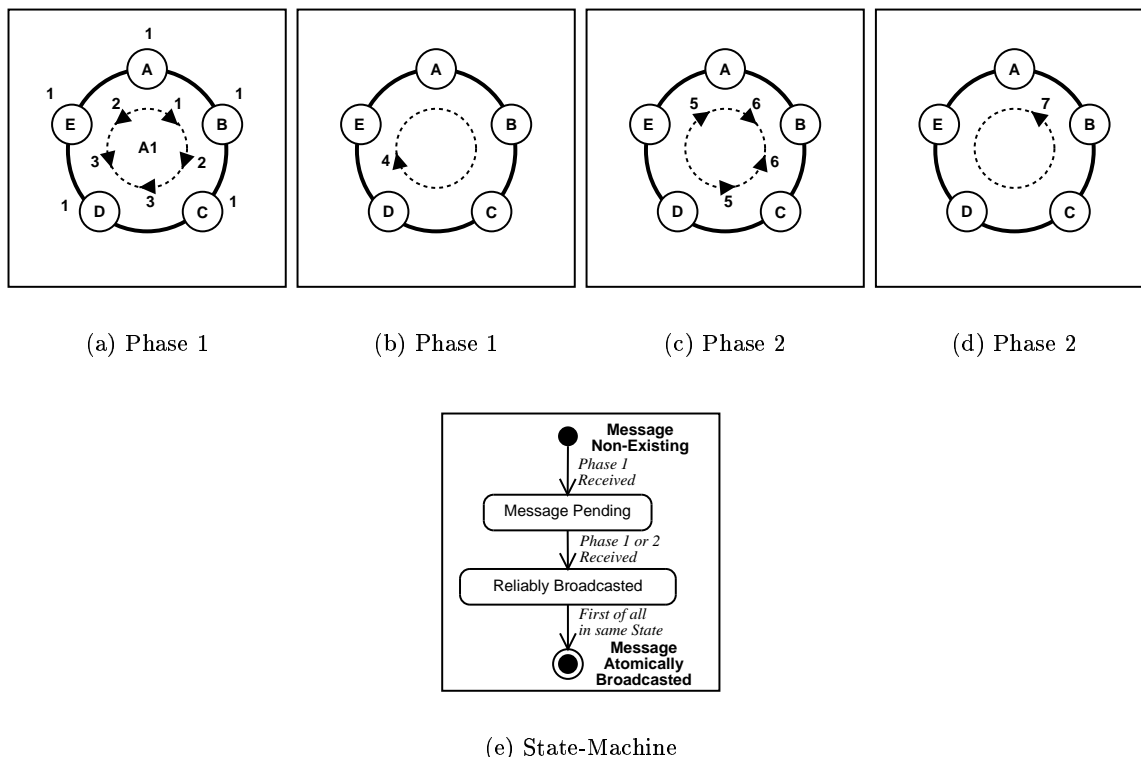 1
A
1
1
2
1
E
B
A1
3
2
3
1
D
C
1
A
E
B
4
D
C
A
5
6
E
B
6
D
C
5
A
7
E
B
D
C
(a) Phase 1
(b) Phase 1
(c) Phase 2
(d) Phase 2
Message
Non-Existing
Phase 1
Received
Message Pending
Phase 1 or 2
Received
Reliably Broadcasted
First of all
in same State
Message
Atomically
Broadcasted
(e) State-Machine